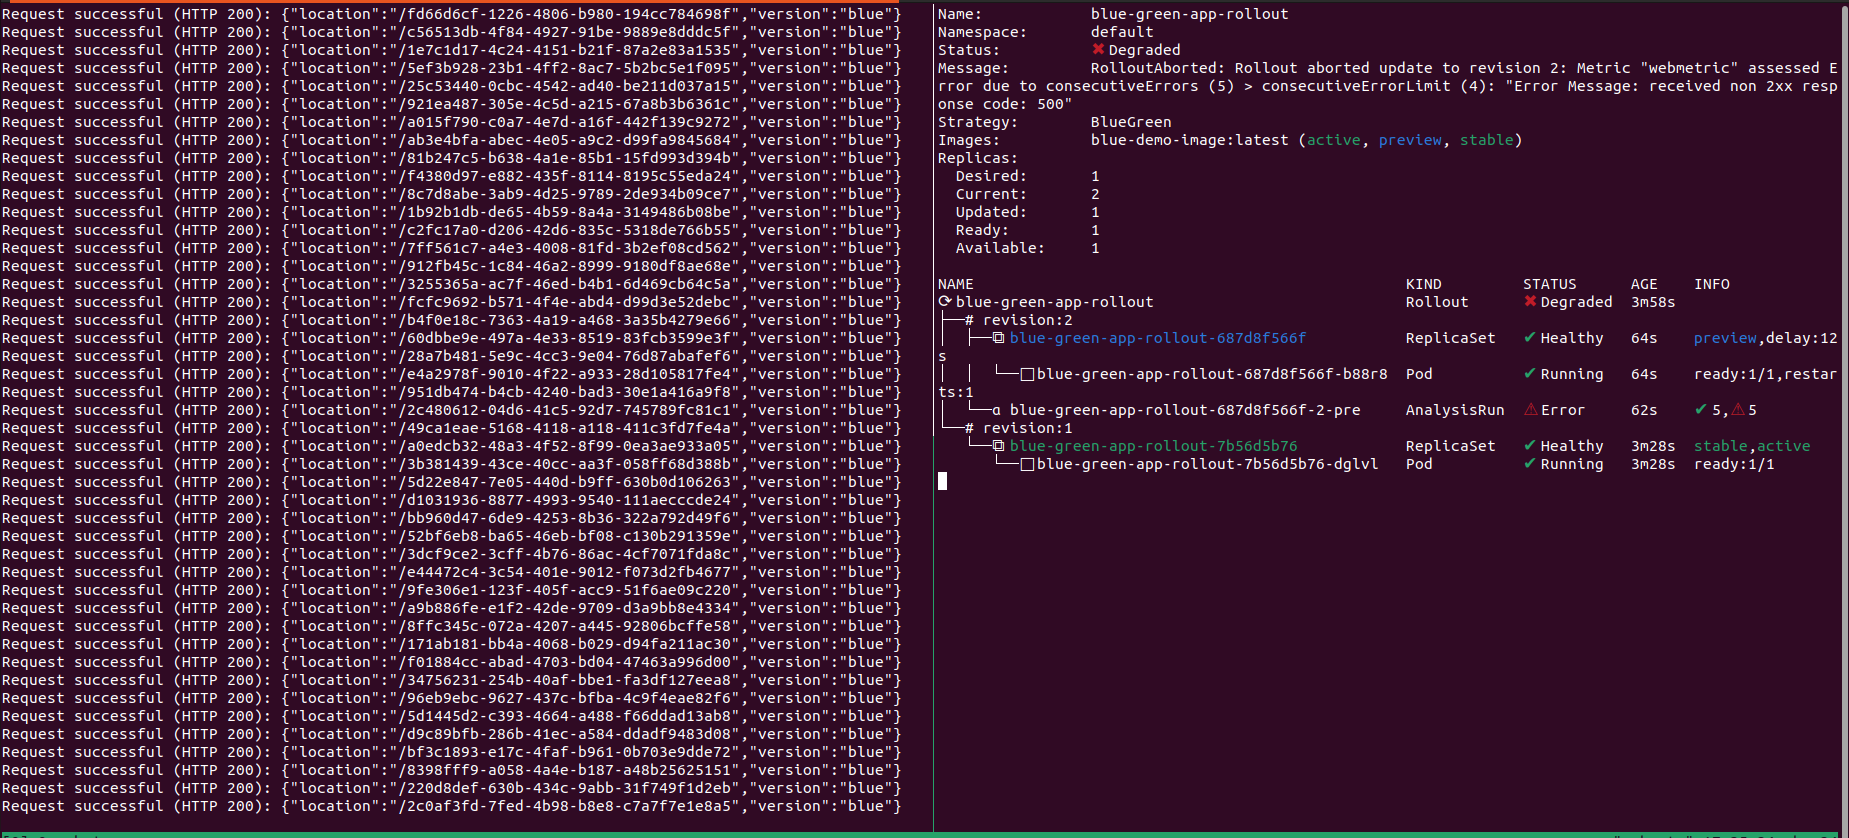 Request successful (HTTP 200): {"location":"/fd66d6cf-1226-4806-b980-194cc784698f","version":"blue"}
Request successful (HTTP 200): {"location":"/c56513db-4f84-4927-91be-9889e8dddc5f","version":"blue"}
Request successful (HTTP 200): {"location":"/1e7c1d17-4c24-4151-b21f-87a2e83a1535","version":"blue"}
Request successful (HTTP 200): {"location":"/5ef3b928-23b1-4ff2-8ac7-5b2bc5e1f095","version":"blue"}
Request successful (HTTP 200): {"location":"/25c53440-0cbc-4542-ad40-be211d037a15","version":"blue"}
Request successful (HTTP 200): {"location":"/921ea487-305e-4c5d-a215-67a8b3b6361c","version":"blue"}
Request successful (HTTP 200): {"location":"/a015f790-c0a7-4e7d-a16f-442f139c9272","version":"blue"}
Request successful (HTTP 200): {"location":"/ab3e4bfa-abec-4e05-a9c2-d99fa9845684","version":"blue"}
Request successful (HTTP 200): {"location":"/81b247c5-b638-4a1e-85b1-15fd993d394b","version":"blue"}
Request successful (HTTP 200): {"location":"/f4380d97-e882-435f-8114-8195c55eda24","version":"blue"}
Request successful (HTTP 200): {"location":"/8c7d8abe-3ab9-4d25-9789-2de934b09ce7","version":"blue"}
Request successful (HTTP 200): {"location":"/1b92b1db-de65-4b59-8a4a-3149486b08be","version":"blue"}
Request successful (HTTP 200): {"location":"/c2fc17a0-d206-42d6-835c-5318de766b55","version":"blue"}
Request successful (HTTP 200): {"location":"/7ff561c7-a4e3-4008-81fd-3b2ef08cd562","version":"blue"}
Request successful (HTTP 200): {"location":"/912fb45c-1c84-46a2-8999-9180df8ae68e","version":"blue"}
Request successful (HTTP 200): {"location":"/3255365a-ac7f-46ed-b4b1-6d469cb64c5a","version":"blue"}
Request successful (HTTP 200): {"location":"/fcfc9692-b571-4f4e-abd4-d99d3e52debc","version":"blue"}
Request successful (HTTP 200): {"location":"/b4f0e18c-7363-4a19-a468-3a35b4279e66","version":"blue"}
Request successful (HTTP 200): {"location":"/60dbbe9e-497a-4e33-8519-83fcb3599e3f","version":"blue"}
Request successful (HTTP 200): {"location":"/28a7b481-5e9c-4cc3-9e04-76d87abafef6","version":"blue"}
Request successful (HTTP 200): {"location":"/e4a2978f-9010-4f22-a933-28d105817fe4","version":"blue"}
Request successful (HTTP 200): {"location":"/951db474-b4cb-4240-bad3-30e1a416a9f8","version":"blue"}
Request successful (HTTP 200): {"location":"/2c480612-04d6-41c5-92d7-745789fc81c1","version":"blue"}
Request successful (HTTP 200): {"location":"/49ca1eae-5168-4118-a118-411c3fd7fe4a","version":"blue"}
Request successful (HTTP 200): {"location":"/a0edcb32-48a3-4f52-8f99-0ea3ae933a05","version":"blue"}
Request successful (HTTP 200): {"location":"/3b381439-43ce-40cc-aa3f-058ff68d388b","version":"blue"}
Request successful (HTTP 200): {"location":"/5d22e847-7e05-440d-b9ff-630b0d106263","version":"blue"}
Request successful (HTTP 200): {"location":"/d1031936-8877-4993-9540-111aecccde24","version":"blue"}
Request successful (HTTP 200): {"location":"/bb960d47-6de9-4253-8b36-322a792d49f6","version":"blue"}
Request successful (HTTP 200): {"location":"/52bf6eb8-ba65-46eb-bf08-c130b291359e","version":"blue"}
Request successful (HTTP 200): {"location":"/3dcf9ce2-3cff-4b76-86ac-4cf7071fda8c","version":"blue"}
Request successful (HTTP 200): {"location":"/e44472c4-3c54-401e-9012-f073d2fb4677","version":"blue"}
Request successful (HTTP 200): {"location":"/9fe306e1-123f-405f-acc9-51f6ae09c220","version":"blue"}
Request successful (HTTP 200): {"location":"/a9b886fe-e1f2-42de-9709-d3a9bb8e4334","version":"blue"}
Request successful (HTTP 200): {"location":"/8ffc345c-072a-4207-a445-92806bcffe58","version":"blue"}
Request successful (HTTP 200): {"location":"/171ab181-bb4a-4068-b029-d94fa211ac30","version":"blue"}
Request successful (HTTP 200): {"location":"/f01884cc-abad-4703-bd04-47463a996d00","version":"blue"}
Request successful (HTTP 200): {"location":"/34756231-254b-40af-bbe1-fa3df127eea8","version":"blue"}
Request successful (HTTP 200): {"location":"/96eb9ebc-9627-437c-bfba-4c9f4eae82f6","version":"blue"}
Request successful (HTTP 200): {"location":"/5d1445d2-c393-4664-a488-f66ddad13ab8","version":"blue"}
Request successful (HTTP 200): {"location":"/d9c89bfb-286b-41ec-a584-ddadf9483d08","version":"blue"}
Request successful (HTTP 200): {"location":"/bf3c1893-e17c-4faf-b961-0b703e9dde72","version":"blue"}
Request successful (HTTP 200): {"location":"/8398fff9-a058-4a4e-b187-a48b25625151","version":"blue"}
Request successful (HTTP 200): {"location":"/220d8def-630b-434c-9abb-31f749f1d2eb","version":"blue"}
Request successful (HTTP 200): {"location":"/2c0af3fd-7fed-4b98-b8e8-c7a7f7e1e8a5","version":"blue"}
Name: blue-green-app-rollout
Namespace: default
Status: ✖ Degraded
Message: RolloutAborted: Rollout aborted update to revision 2: Metric "webmetric" assessed E
rror due to consecutiveErrors (5) > consecutiveErrorLimit (4): "Error Message: received non 2xx resp
onse code: 500"
Strategy: BlueGreen
Images: blue-demo-image:latest (active, preview, stable)
Replicas:
Desired: 1
Current: 2
Updated: 1
Ready: 1
Available: 1
NAME KIND STATUS AGE INFO
⟳ blue-green-app-rollout Rollout ✖ Degraded 3m58s
├──# revision:2
│ ├──⧉ blue-green-app-rollout-687d8f566f ReplicaSet ✔ Healthy 64s preview,delay:12
s
│ │ └──□ blue-green-app-rollout-687d8f566f-b88r8 Pod ✔ Running 64s ready:1/1,restar
ts:1
│ └──α blue-green-app-rollout-687d8f566f-2-pre AnalysisRun ⚠ Error 62s ✔ 5,⚠ 5
└──# revision:1
└──⧉ blue-green-app-rollout-7b56d5b76 ReplicaSet ✔ Healthy 3m28s stable,active
└──□ blue-green-app-rollout-7b56d5b76-dglvl Pod ✔ Running 3m28s ready:1/1